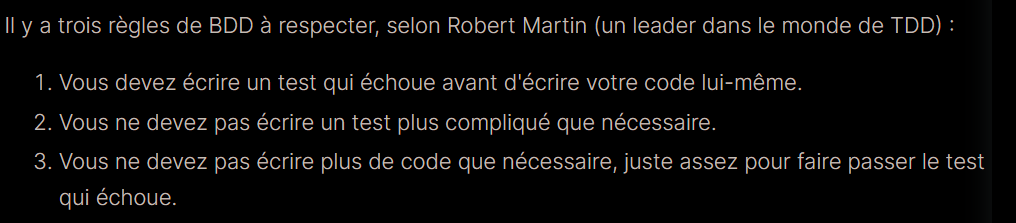 Il y a trois règles de BDD à respecter, selon Robert Martin (un leader dans le monde de TDD) :
1. Vous devez écrire un test qui échoue avant d'écrire votre code lui-même.
2. Vous ne devez pas écrire un test plus compliqué que nécessaire.
3. Vous ne devez pas écrire plus de code que nécessaire, juste assez pour faire passer le test
qui échoue.